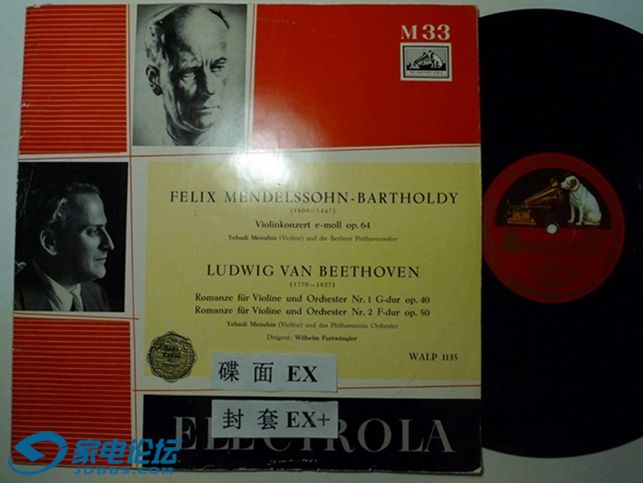 M 33
FELIX MENDELSSOHN-BARTHOLDY
(1809—1847)
Violinkonzert e-moll op. 64
Yehudi Menuhin (Violine) und die Berliner Philharmoniker
LUDWIG VAN BEETHOVEN
(1770—1827)
Romanze für Violine und Orchester Nr. 1 G-dur op. 40
Romanze für Violine und Orchester Nr. 2 F-dur op. 50
Yehudi Menuhin (Violine) und das Philharmonia Orchester
Dirigent: Wilhelm Furtwängler
WALP 1135
碟面 EX
封套 EX+
ELECTROLA
家电论坛
JDBBS.COM